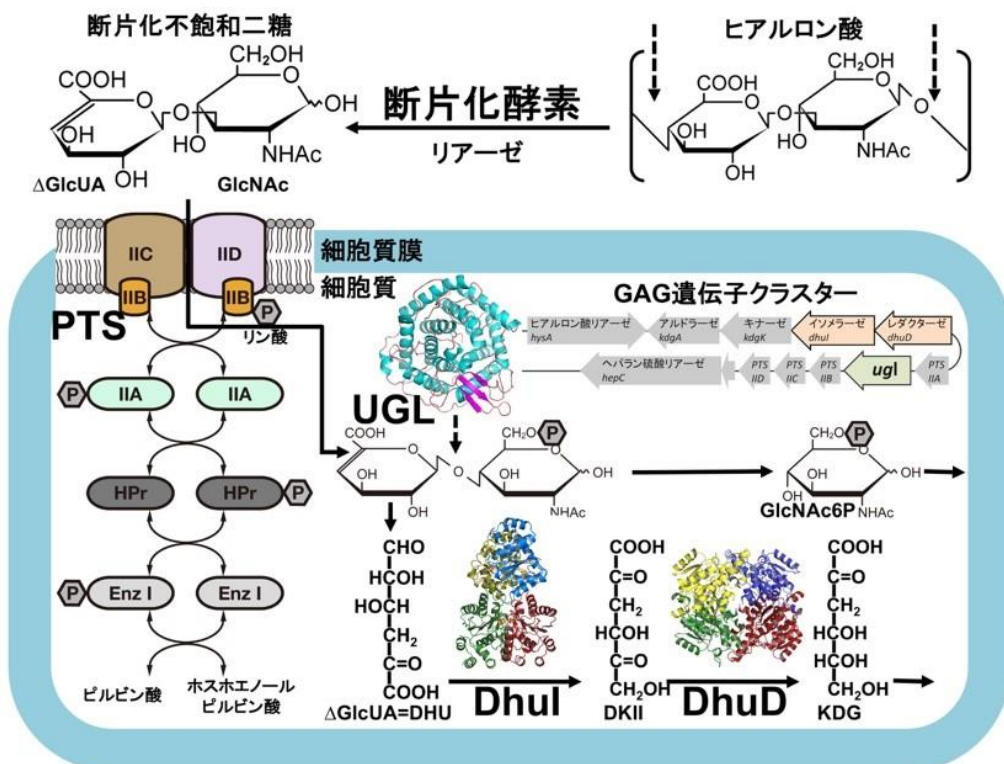 断片化不飽和二糖
ヒアルロン酸
CH₂OH
COOH
O
O
OH
O
OH
HO
NHAc
OH
ΔGlcUA
GlcNAc
断片化酵素
リアーゼ
CH₂OH
COOH
O
O
O
O
HO
HO
OH
NHAc
IIC
IID
IIB
IIB
P
PTS
リン酸
細胞質膜
細胞質
GAG遺伝子クラスター
ヒアルロン酸リアーゼ
hysA
アルドラーゼ
kdgA
キナーゼ
kdgK
イソメラーゼ
dhuI
レダクターゼ
dhuD
ヘパラン硫酸リアーゼ
hepC
PTS
IID
PTS
IIC
PTS
IIB
ugl
PTS
IIA
UGL
P
IIA
IIA
HPr
HPr
P
P
Enz I
Enz I
ピルビン酸
ホスホエノール
ピルビン酸
COOH
O
OH
OH
O
O
6
O
P
O
OH
OH
NHAc
6
O
P
O
OH
OH
HO
NHAc
GlcNAc6P
CHO
HCOH
HOCH
CH₂
C=O
COOH
ΔGlcUA=DHU
DhuI
COOH
C=O
CH₂
HCOH
C=O
CH₂OH
DKII
DhuD
COOH
C=O
CH₂
HCOH
HCOH
CH₂OH
KDG